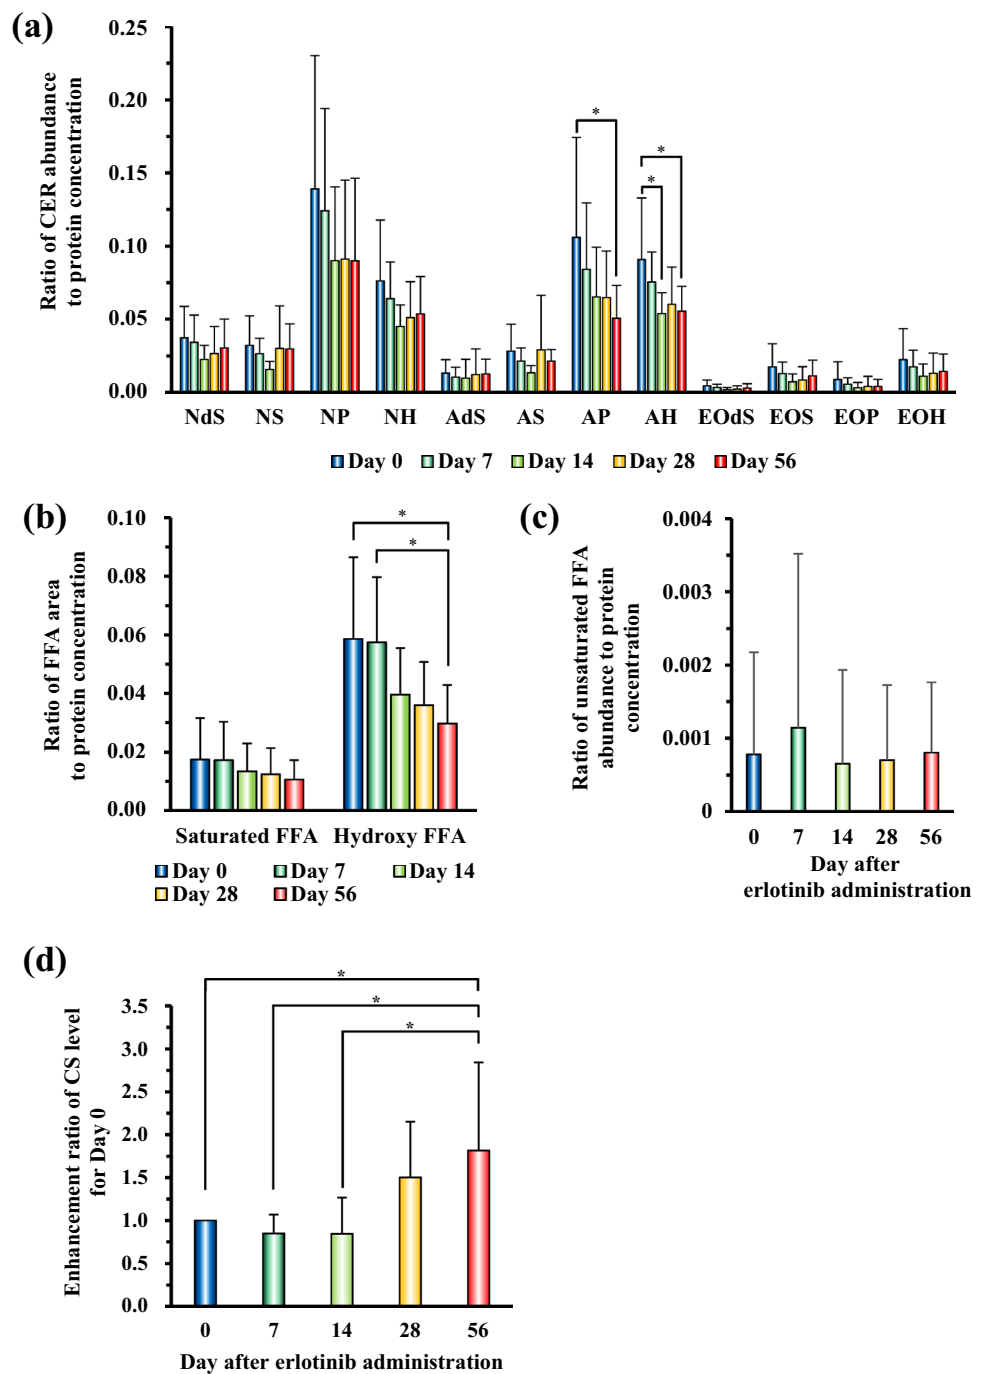 (a)
Ratio of CER abundance
to protein concentration
0.25
0.20
0.15
0.10
0.05
0.00
* * *
NdS NS NP NH AdS AS AP AH EOdS EOS EOP EOH
Day 0 Day 7 Day 14 Day 28 Day 56
(b)
Ratio of FFA area
to protein concentration
0.10
0.08
0.06
0.04
0.02
0.00
*
*
Saturated FFA Hydroxy FFA
Day 0 Day 7 Day 14
Day 28 Day 56
(c)
Ratio of unsaturated FFA
abundance to protein
concentration
0.004
0.003
0.002
0.001
0
0 7 14 28 56
Day after
erlotinib administration
(d)
Enhancement ratio of CS level
for Day 0
*
*
*
3.5
3.0
2.5
2.0
1.5
1.0
0.5
0.0
0 7 14 28 56
Day after erlotinib administration